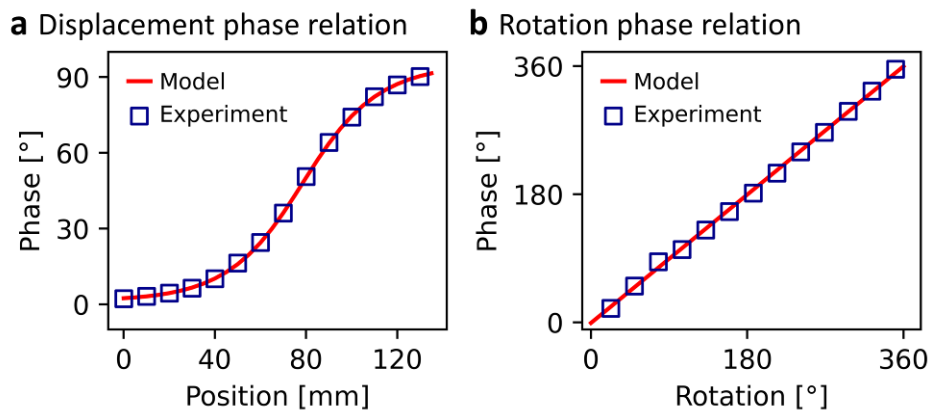 a Displacement phase relation
90
60
30
0
Phase [°]
Model
Experiment
0 40 80 120
Position [mm]
b Rotation phase relation
360
180
0
Phase [°]
Model
Experiment
0 180 360
Rotation [°]